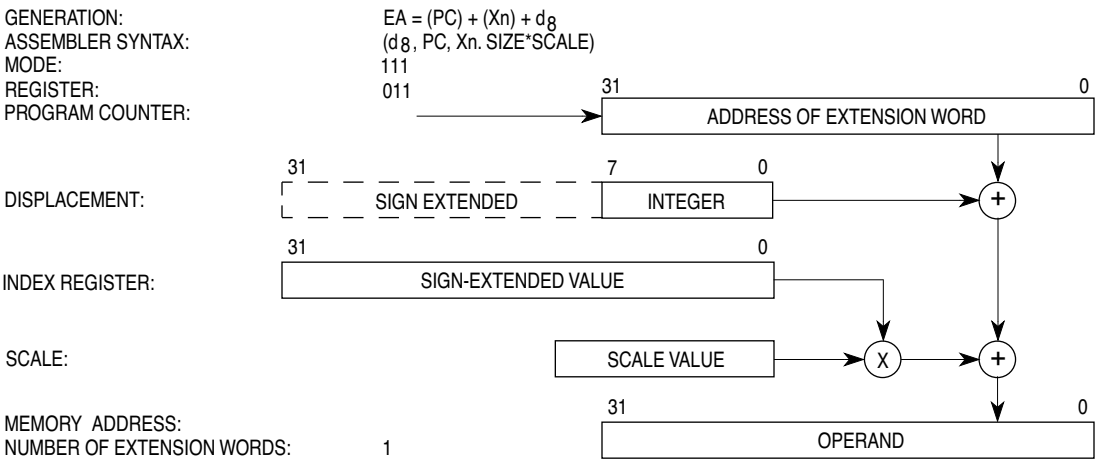 GENERATION: EA = (PC) + (Xn) + d8
ASSEMBLER SYNTAX: (d8, PC, Xn. SIZE*SCALE)
MODE: 111
REGISTER: 011
31 0
PROGRAM COUNTER: ADDRESS OF EXTENSION WORD
31 7 0
DISPLACEMENT: SIGN EXTENDED INTEGER +
31 0
INDEX REGISTER: SIGN-EXTENDED VALUE
SCALE: SCALE VALUE X +
31 0
MEMORY ADDRESS: OPERAND
NUMBER OF EXTENSION WORDS: 1